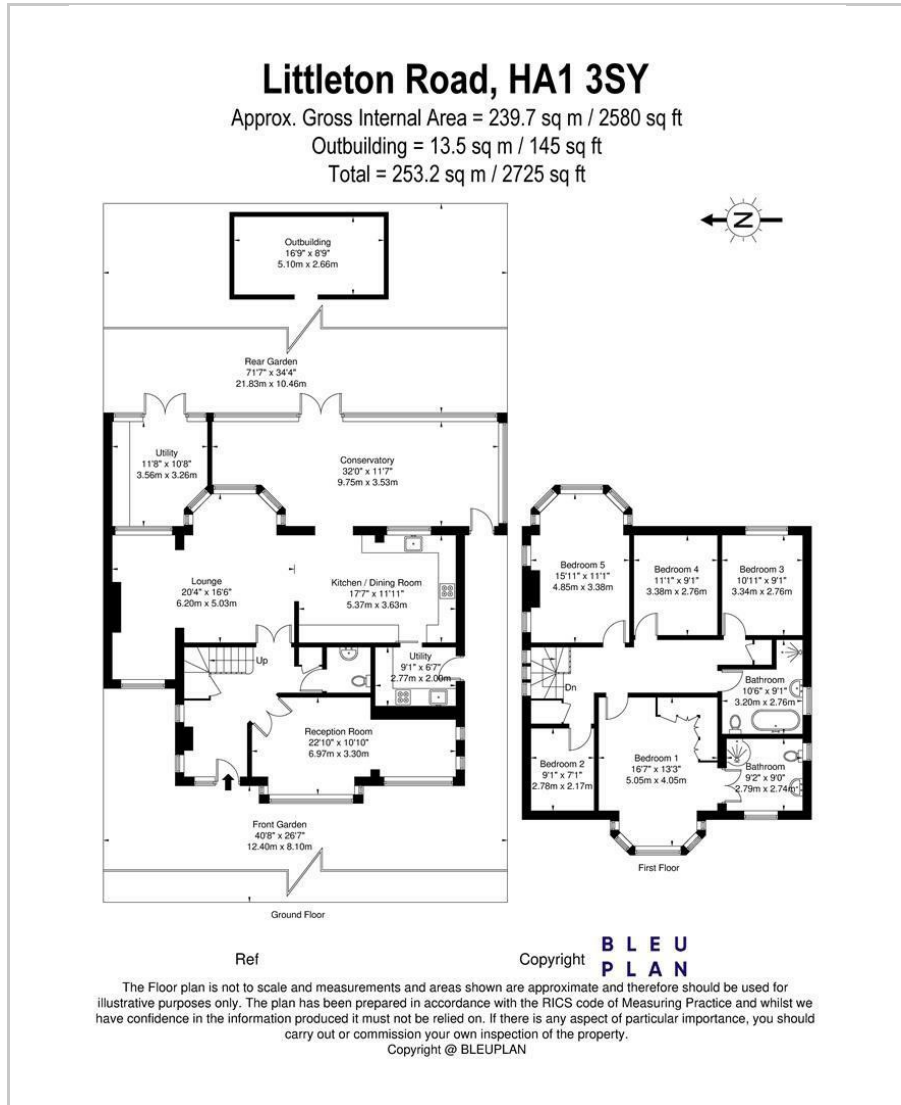 Littleton Road, HA1 3SY
Approx. Gross Internal Area = 239.7 sq m / 2580 sq ft
Outbuilding = 13.5 sq m / 145 sq ft
Total = 253.2 sq m / 2725 sq ft
N
Outbuilding
16'9" x 8'9"
5.10m x 2.66m
Rear Garden
71'7" x 34'4"
21.83m x 10.46m
Utility
11'8" x 10'8"
3.56m x 3.26m
Conservatory
32'0" x 11'7"
9.75m x 3.53m
Lounge
20'4" x 16'6"
6.20m x 5.03m
Kitchen / Dining Room
17'7" x 11'11"
5.37m x 3.63m
Up
Utility
9'1" x 6'7"
2.77m x 2.00m
Reception Room
22'10" x 10'10"
6.97m x 3.30m
Front Garden
40'8" x 26'7"
12.40m x 8.10m
Ground Floor
Bedroom 5
15'11" x 11'1"
4.85m x 3.38m
Bedroom 4
11'1" x 9'1"
3.38m x 2.76m
Bedroom 3
10'11" x 9'1"
3.34m x 2.76m
Dn
Bathroom
10'6" x 9'1"
3.20m x 2.76m
Bedroom 2
9'1" x 7'1"
2.78m x 2.17m
Bedroom 1
16'7" x 13'3"
5.05m x 4.05m
Bathroom
9'2" x 9'0"
2.79m x 2.74m
First Floor
Ref
Copyright
BLEU
PLAN
The Floor plan is not to scale and measurements and areas shown are approximate and therefore should be used for
illustrative purposes only. The plan has been prepared in accordance with the RICS code of Measuring Practice and whilst we
have confidence in the information produced it must not be relied on. If there is any aspect of particular importance, you should
carry out or commission your own inspection of the property.
Copyright @ BLEUPLAN